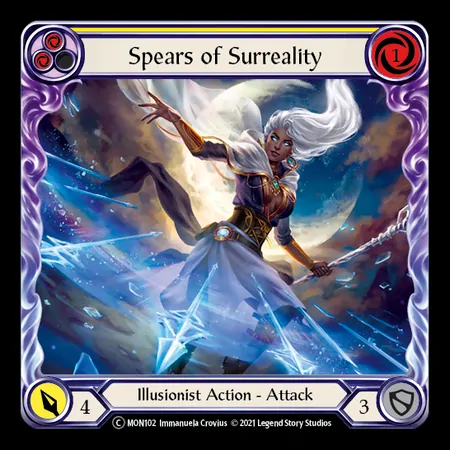 Spears of Surreality
1
Illusionist Action - Attack
4
3
C MON102 Immanuela Crovius © 2021 Legend Story Studios